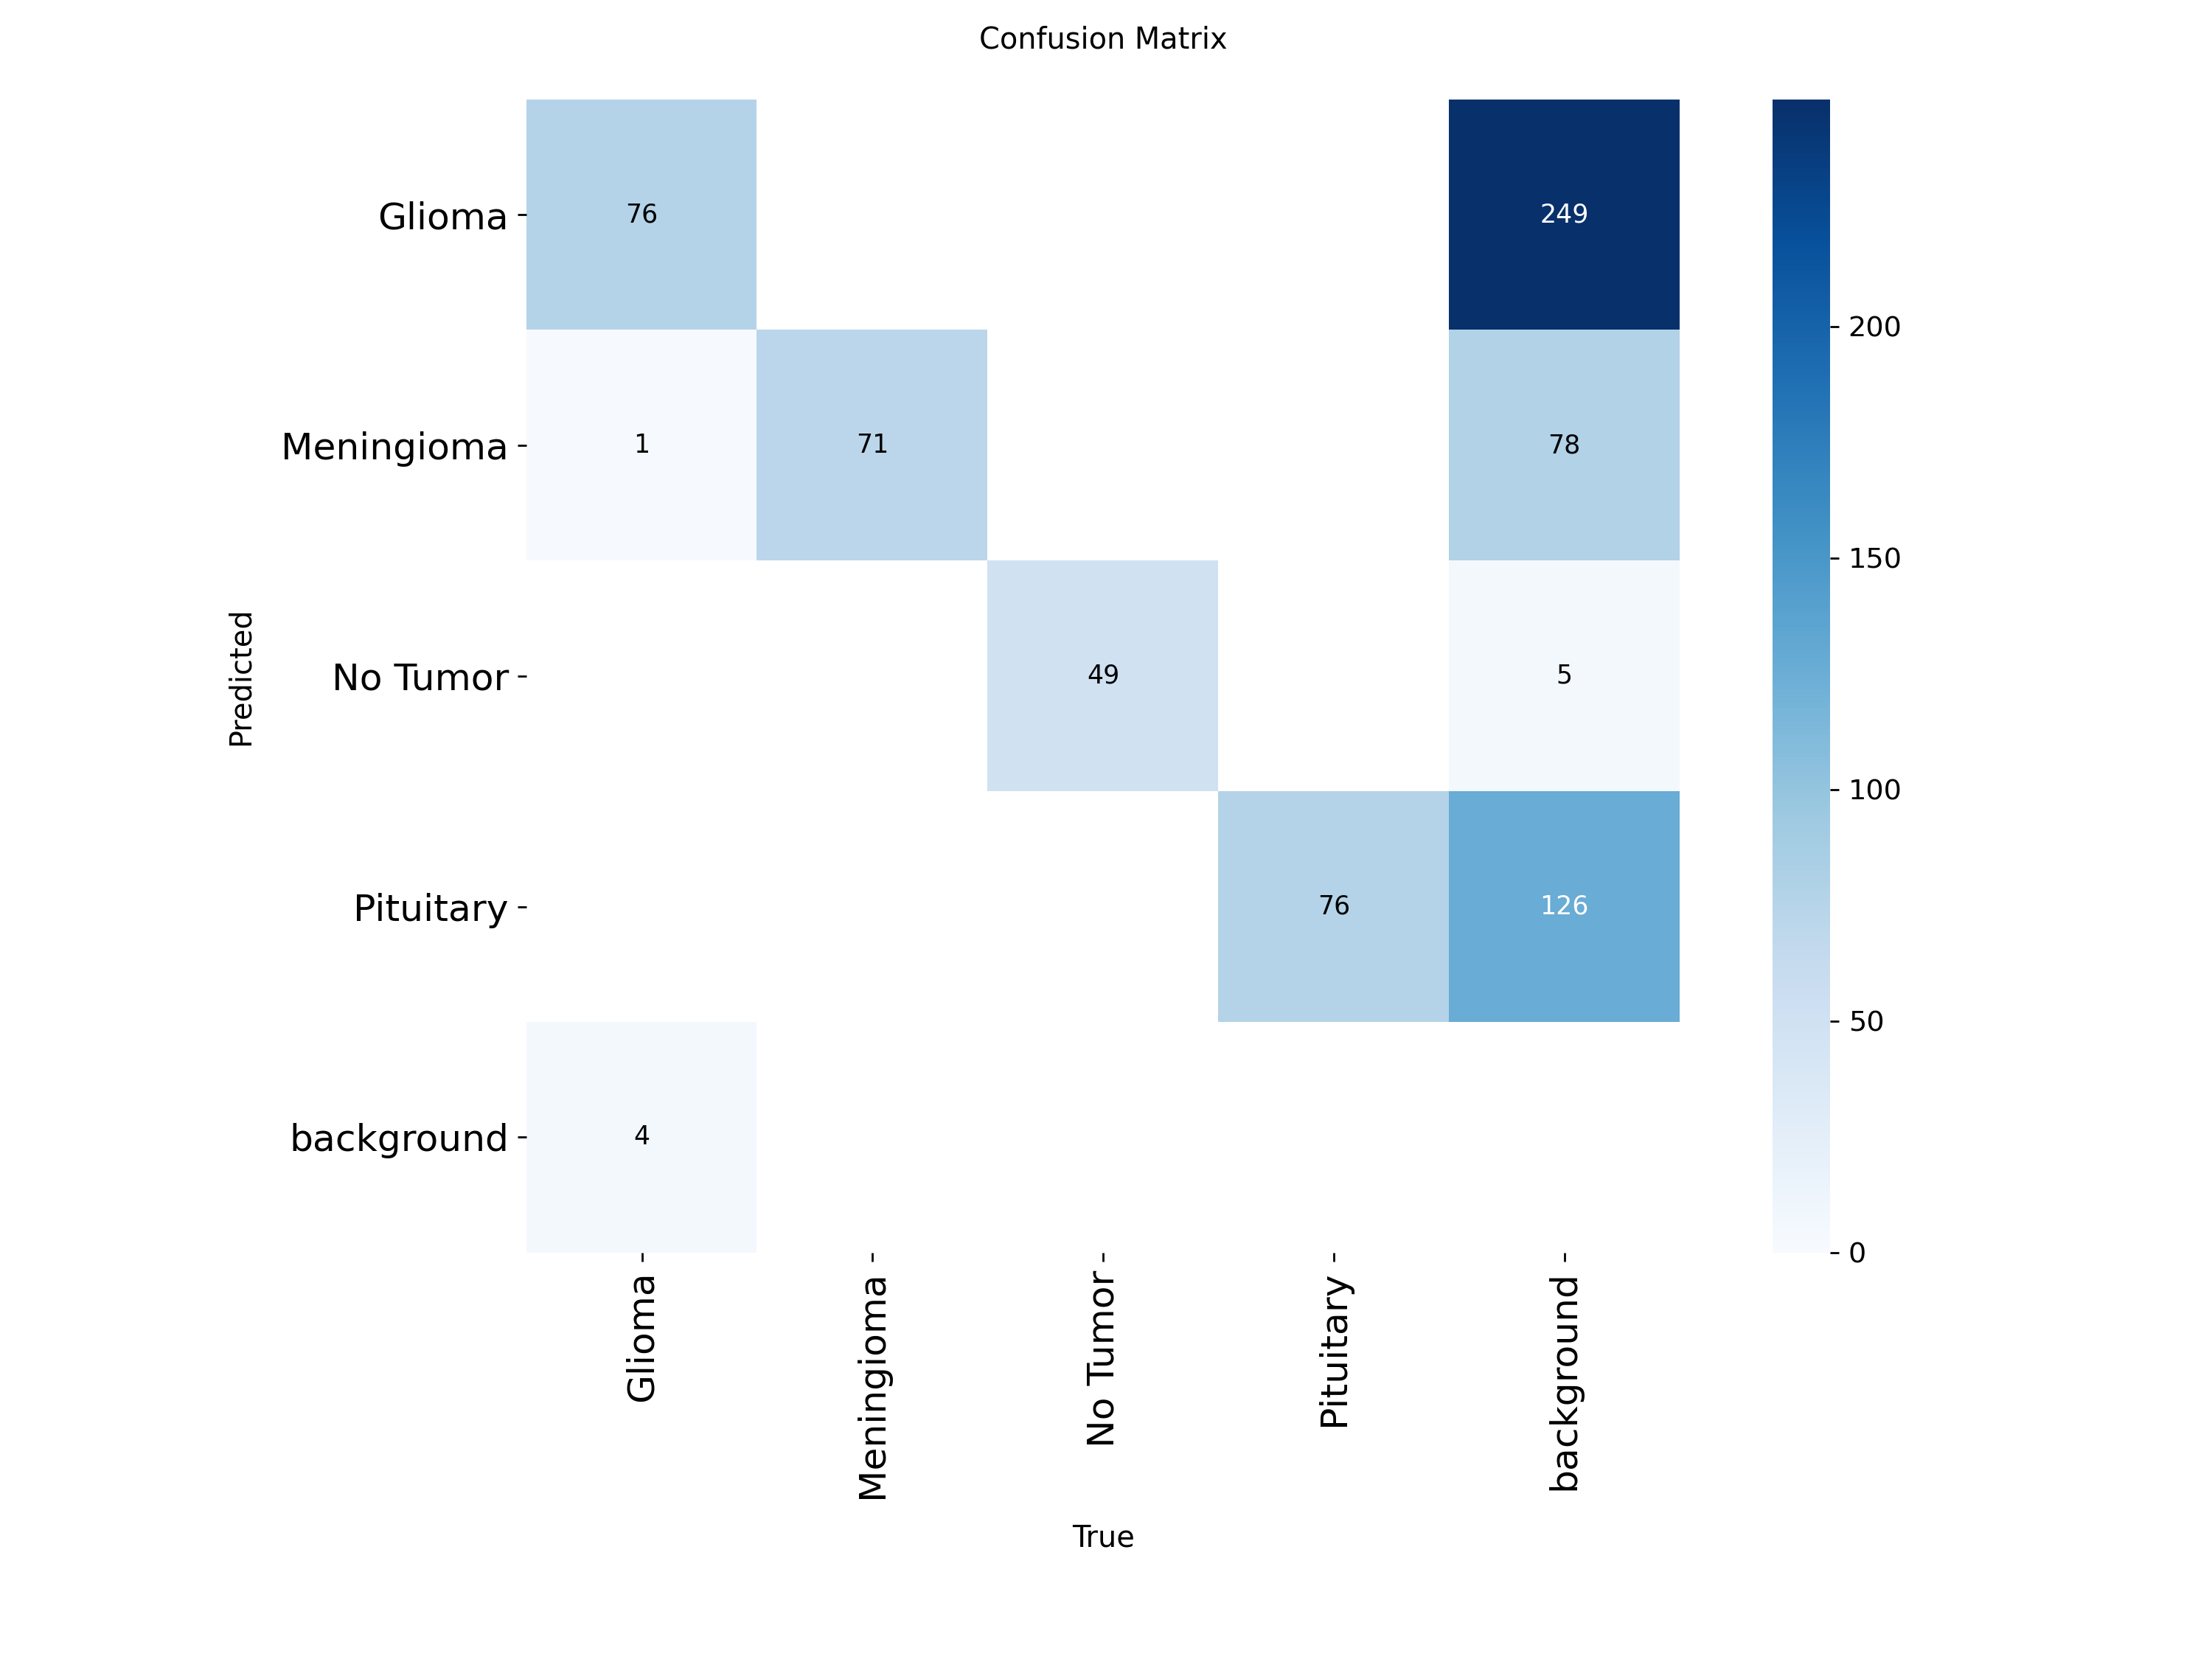 Confusion Matrix
Glioma
76
249
Meningioma
1
71
78
No Tumor
49
5
Pituitary
76
126
background
4
Predicted
Glioma
Meningioma
No Tumor
Pituitary
background
True
200
150
100
50
0